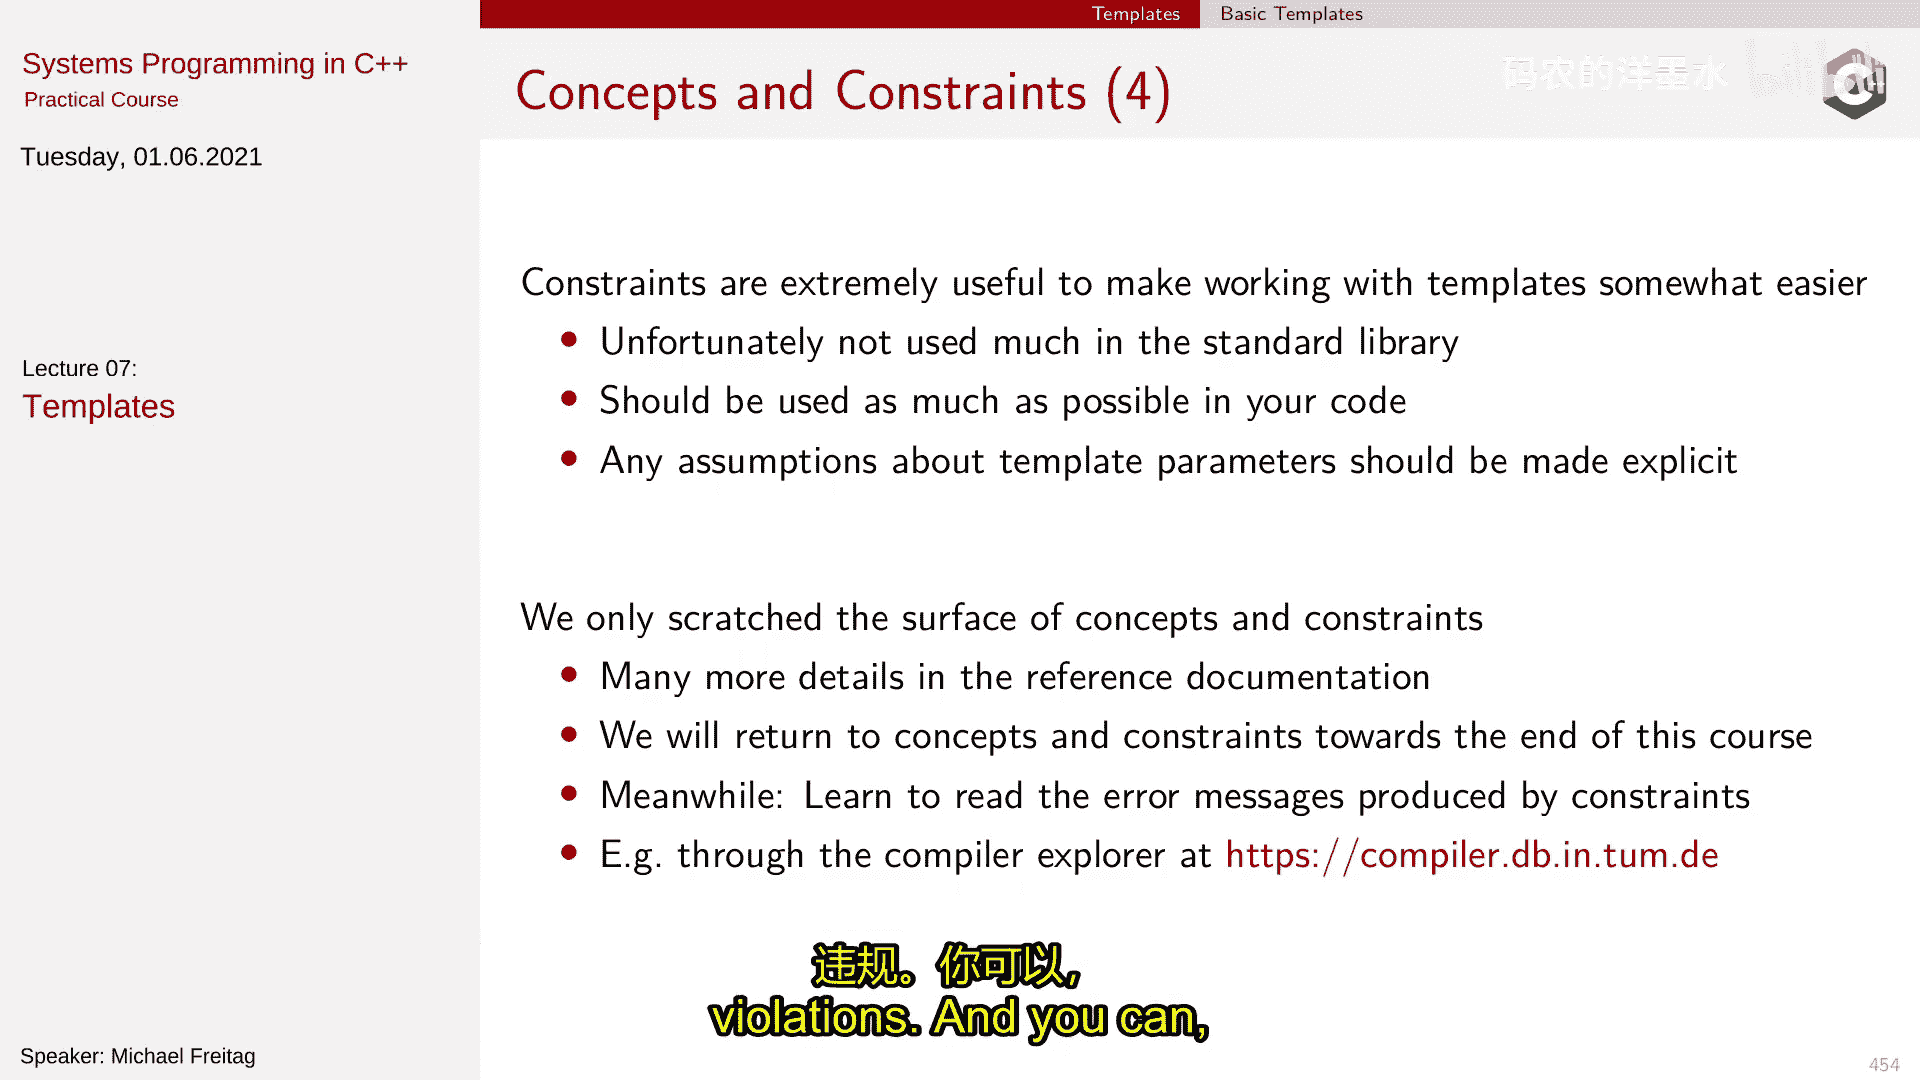 Templates
Basic Templates
Systems Programming in C++
Practical Course
Tuesday, 01.06.2021
Lecture 07:
Templates
Concepts and Constraints (4)
码农的洋墨水
Constraints are extremely useful to make working with templates somewhat easier
• Unfortunately not used much in the standard library
• Should be used as much as possible in your code
• Any assumptions about template parameters should be made explicit
We only scratched the surface of concepts and constraints
• Many more details in the reference documentation
• We will return to concepts and constraints towards the end of this course
• Meanwhile: Learn to read the error messages produced by constraints
• E.g. through the compiler explorer at https://compiler.db.in.tum.de
违规。你可以,
violations. And you can,
Speaker: Michael Freitag
454